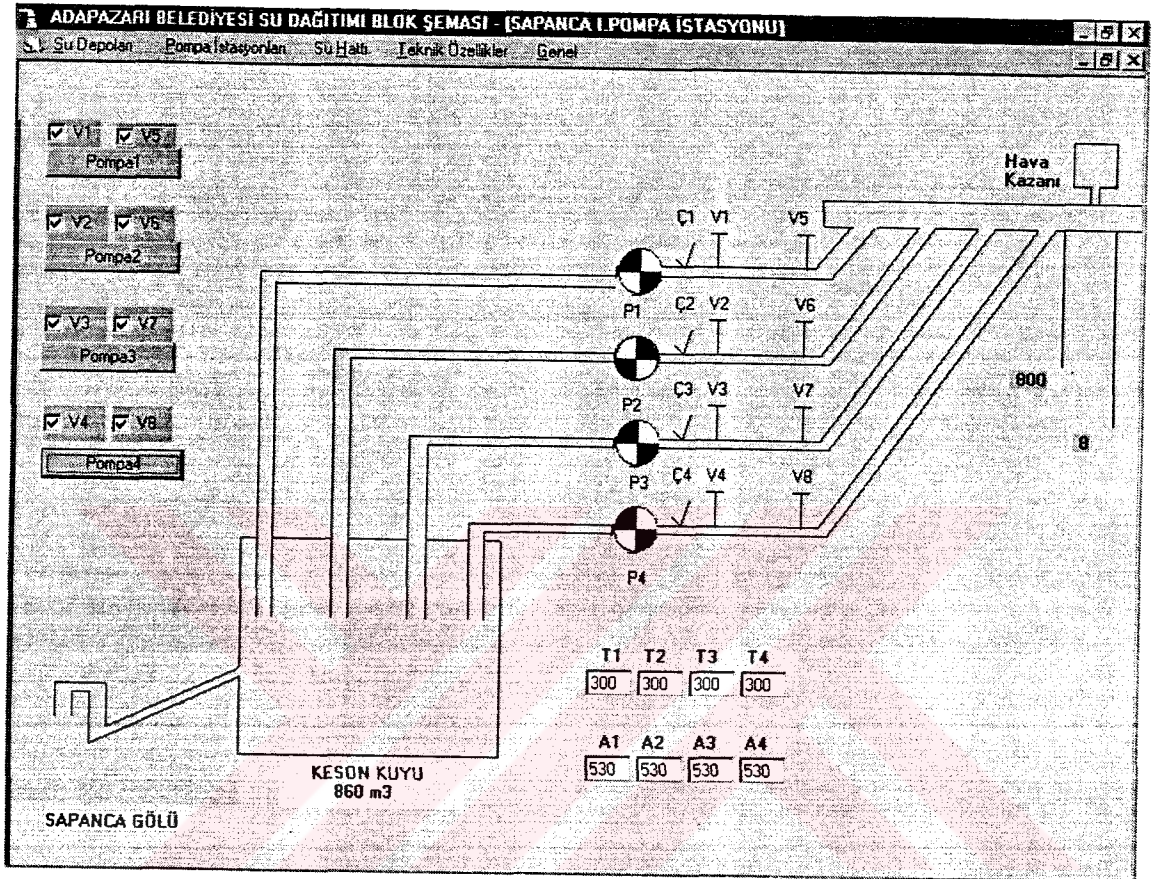 ADAPAZARI BELEDİYESİ SU DAĞITIMI BLOK ŞEMASI - [SAPANCA I.POMPA İSTASYONU]
Su Depoları Pompa İstasyonları Su Hattı Teknik Özellikler Genel
V1 V5
Pompa1
V2 V6
Pompa2
V3 V7
Pompa3
V4 V8
Pompa4
Hava
Kazanı
Ç1 V1 V5
P1
Ç2 V2 V6
P2
Ç3 V3 V7
P3
Ç4 V4 V8
P4
800
8
T1 T2 T3 T4
300 300 300 300
A1 A2 A3 A4
530 530 530 530
KESON KUYU
860 m3
SAPANCA GÖLÜ